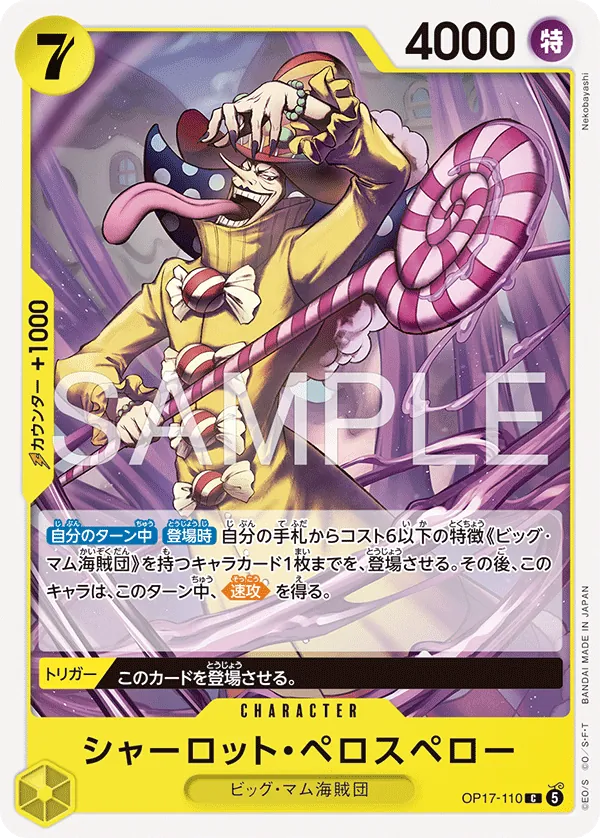 7
4000
特
Nekobayashi
カウンター +1000
SAMPLE
自分のターン中 登場時 自分の手札からコスト6以下の特徴《ビッグ・
マム海賊団》を持つキャラカード1枚までを、登場させる。その後、この
キャラは、このターン中、速攻 を得る。
トリガー このカードを登場させる。
CHARACTER
シャーロット・ペロスペロー
ビッグ・マム海賊団
OP17-110 C 5
©E.O/S ©O/S・F・T BANDAI MADE IN JAPAN